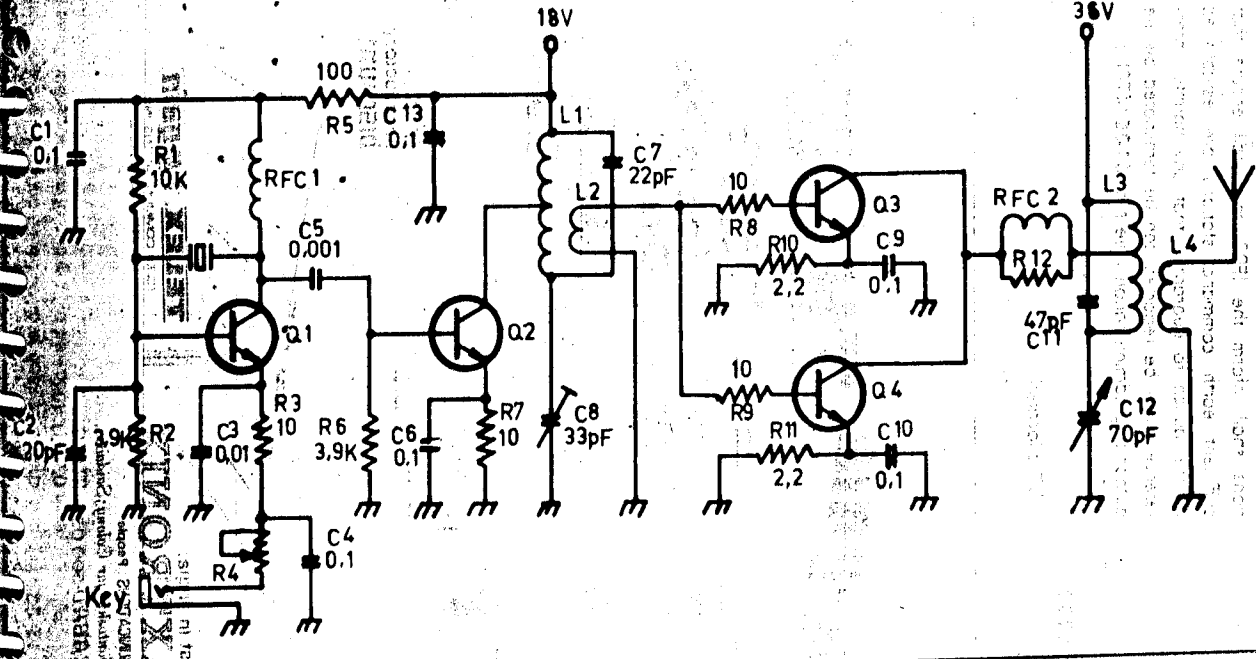 18V
36V
100
R5
C13
0,1
L1
C1
0,1
R1
10K
RFC1
C7
22pF
L2
10
R8
Q3
RFC 2
L3
L4
C5
0,001
R10
2,2
C9
0,1
R12
Q1
Q2
47pF
C11
10
R9
Q4
C2
20pF
3,9K
R2
C3
0,01
R3
10
R6
3,9K
C6
0,1
R7
10
C8
33pF
R11
2,2
C10
0,1
C12
70pF
R4
C4
0,1
Key